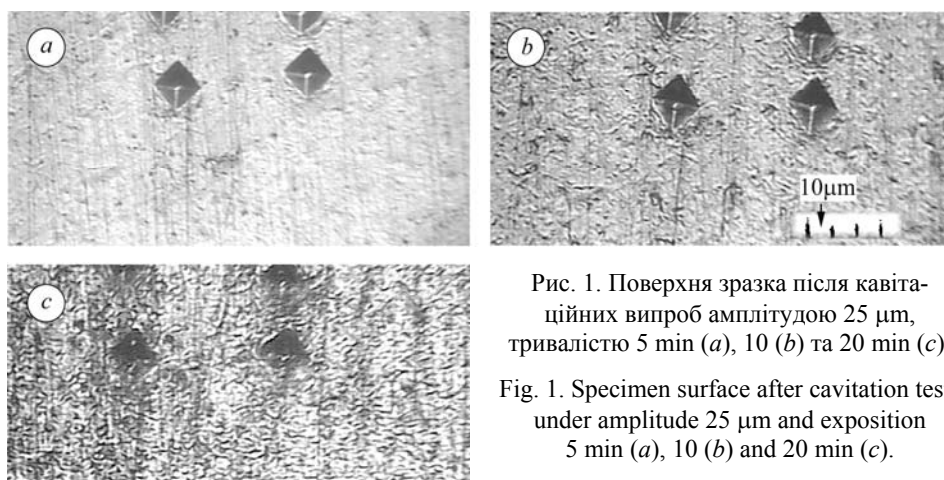 a
b
10μm
c
Рис. 1. Поверхня зразка після кавіта-
ційних випроб амплітудою 25 μm,
тривалістю 5 min (a), 10 (b) та 20 min (c)
Fig. 1. Specimen surface after cavitation tes
under amplitude 25 μm and exposition
5 min (a), 10 (b) and 20 min (c).